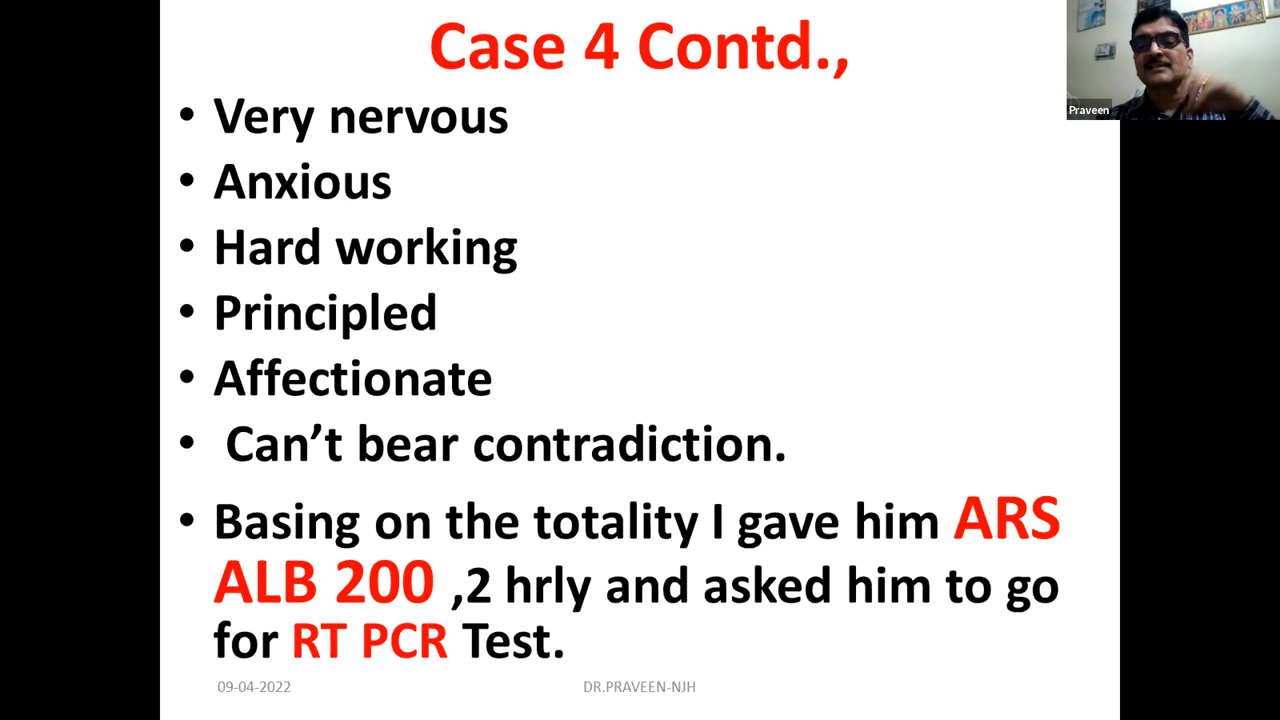 Case 4 Contd.,
Praveen
• Very nervous
• Anxious
• Hard working
• Principled
• Affectionate
• Can’t bear contradiction.
• Basing on the totality I gave him ARS
ALB 200 ,2 hrly and asked him to go
for RT PCR Test.
09-04-2022
DR.PRAVEEN-NJH